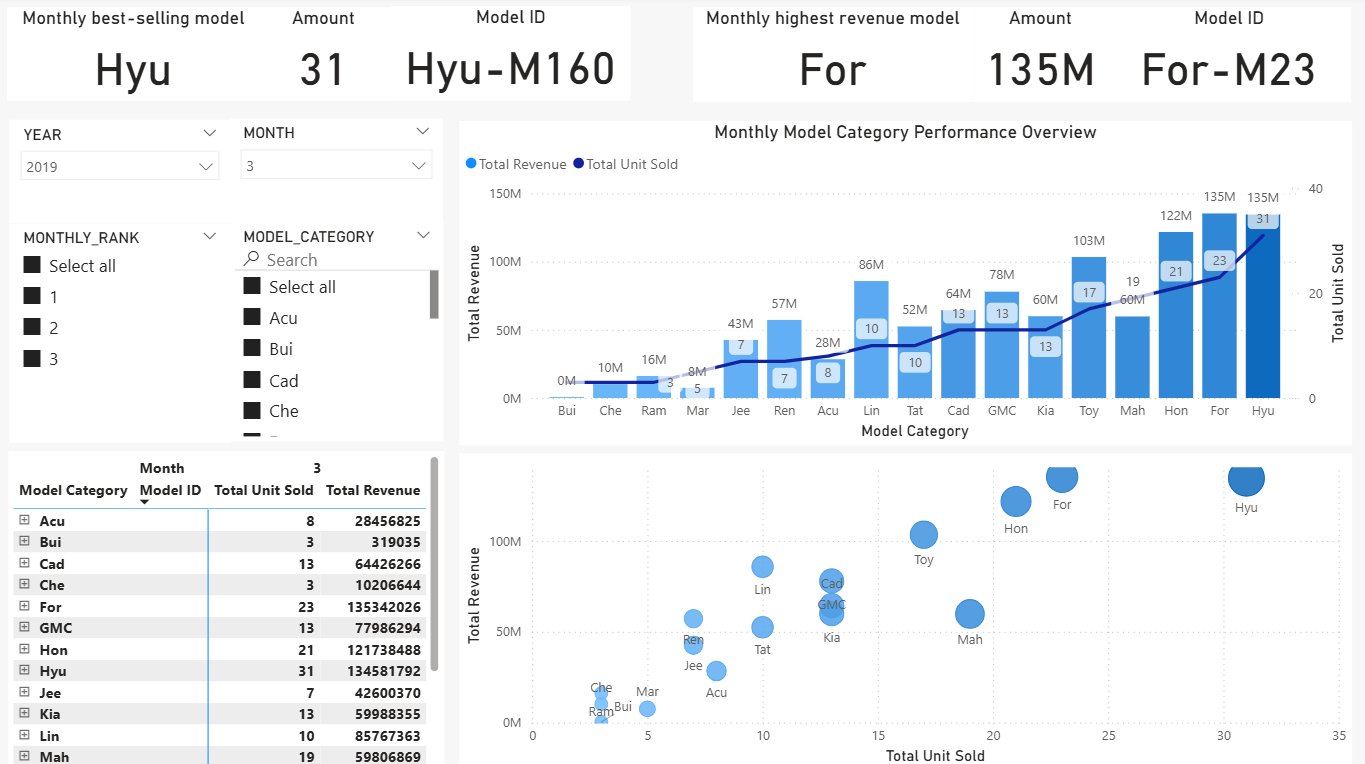 Monthly best-selling model
Amount
Model ID
Hyu
31
Hyu-M160
Monthly highest revenue model
Amount
Model ID
For
135M
For-M23
YEAR
2019
MONTH
3
MONTHLY_RANK
Select all
1
2
3
MODEL_CATEGORY
Search
Select all
Acu
Bui
Cad
Che
Monthly Model Category Performance Overview
Total Revenue Total Unit Sold
Total Revenue
150M
100M
50M
0M
0M
10M
16M
8M
43M
57M
28M
86M
52M
64M
78M
60M
103M
60M
122M
135M
135M
3
5
7
7
8
10
10
13
13
13
17
19
21
23
31
40
20
0
Total Unit Sold
Bui Che Ram Mar Jee Ren Acu Lin Tat Cad GMC Kia Toy Mah Hon For Hyu
Model Category
Month 3
Model Category Model ID Total Unit Sold Total Revenue
Acu 8 28456825
Bui 3 319035
Cad 13 64426266
Che 3 10206644
For 23 135342026
GMC 13 77986294
Hon 21 121738488
Hyu 31 134581792
Jee 7 42600370
Kia 13 59988355
Lin 10 85767363
Mah 19 59806869
Total Revenue
100M
50M
0M
Hyu
For
Hon
Toy
Lin
Cad
GMC
Kia
Mah
Ren
Tat
Jee
Acu
Che
Mar
Ram
Bui
0 5 10 15 20 25 30 35
Total Unit Sold